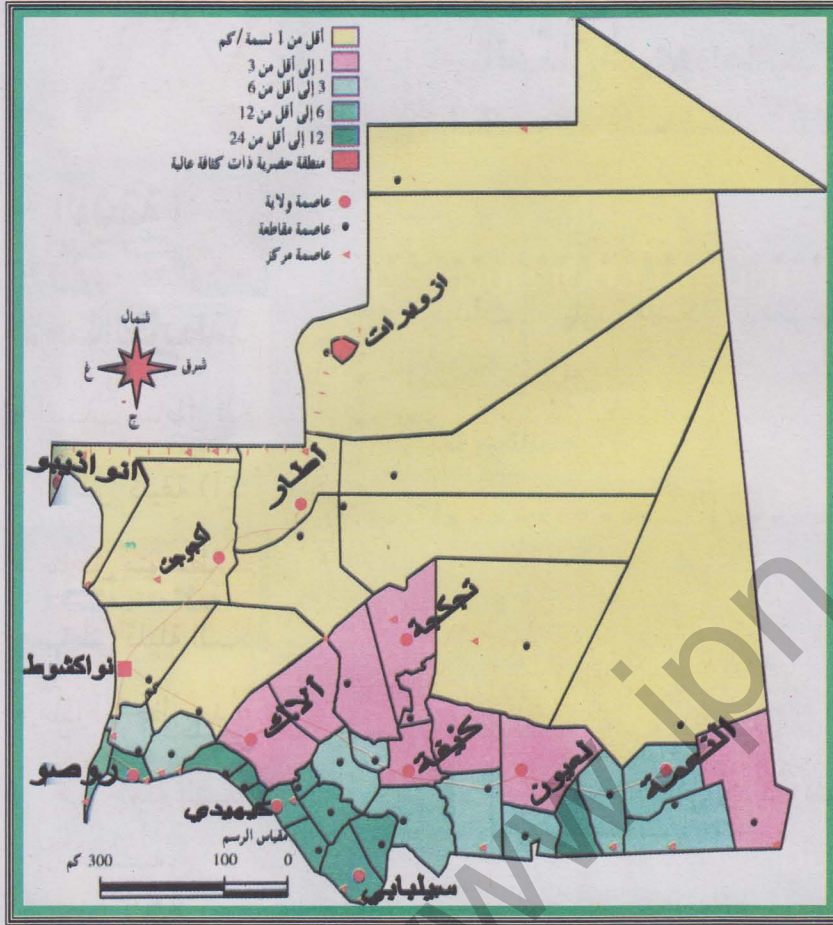 أقل من 1 نسمة/كم
1 إلى أقل من 3
3 إلى أقل من 6
6 إلى أقل من 12
12 إلى أقل من 24
منطقة حضرية ذات كثافة عالية
عاصمة ولاية
عاصمة مقاطعة
عاصمة مركز
شمال
شرق
غ
ج
ازويرات
انواذيبو
أطار
اكجوجت
تجكجة
نواكشوط
ألاك
كيفة
لعيون
النعمة
روصو
كيهيدي
سيلبابي
مقياس الرسم
300 كم
100
0
www.ipn